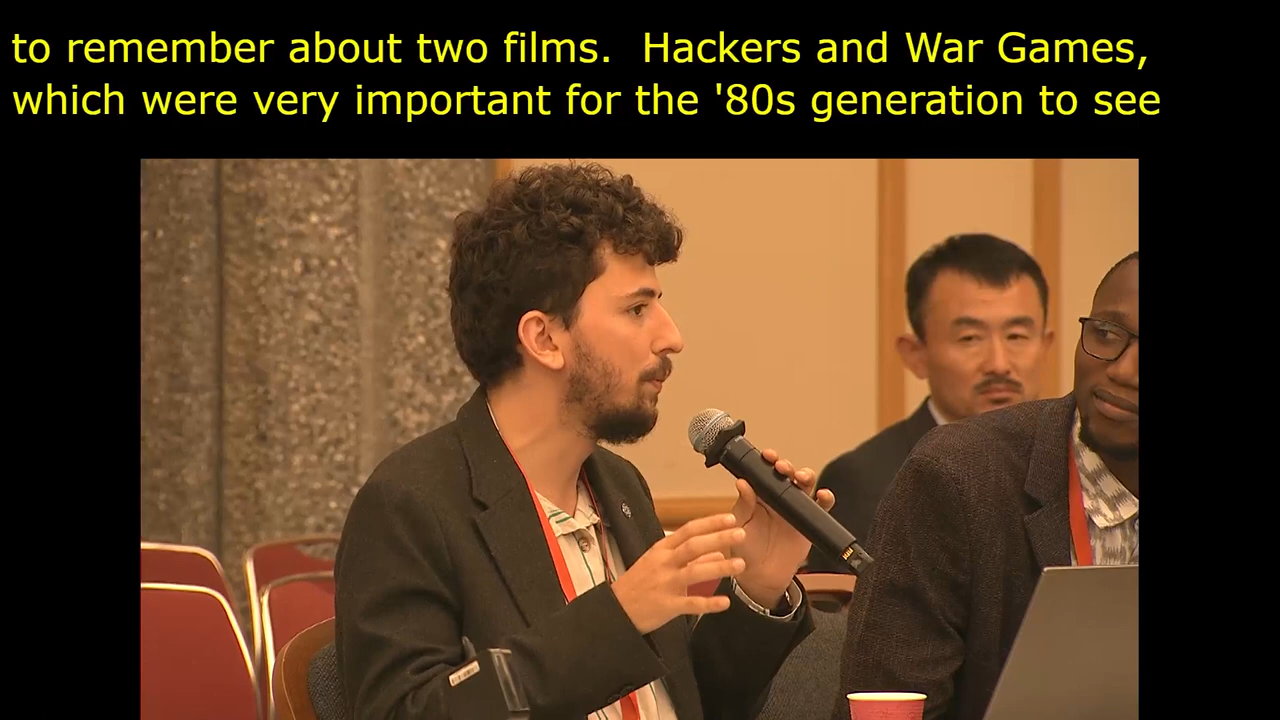 to remember about two films.  Hackers and War Games,
which were very important for the '80s generation to see